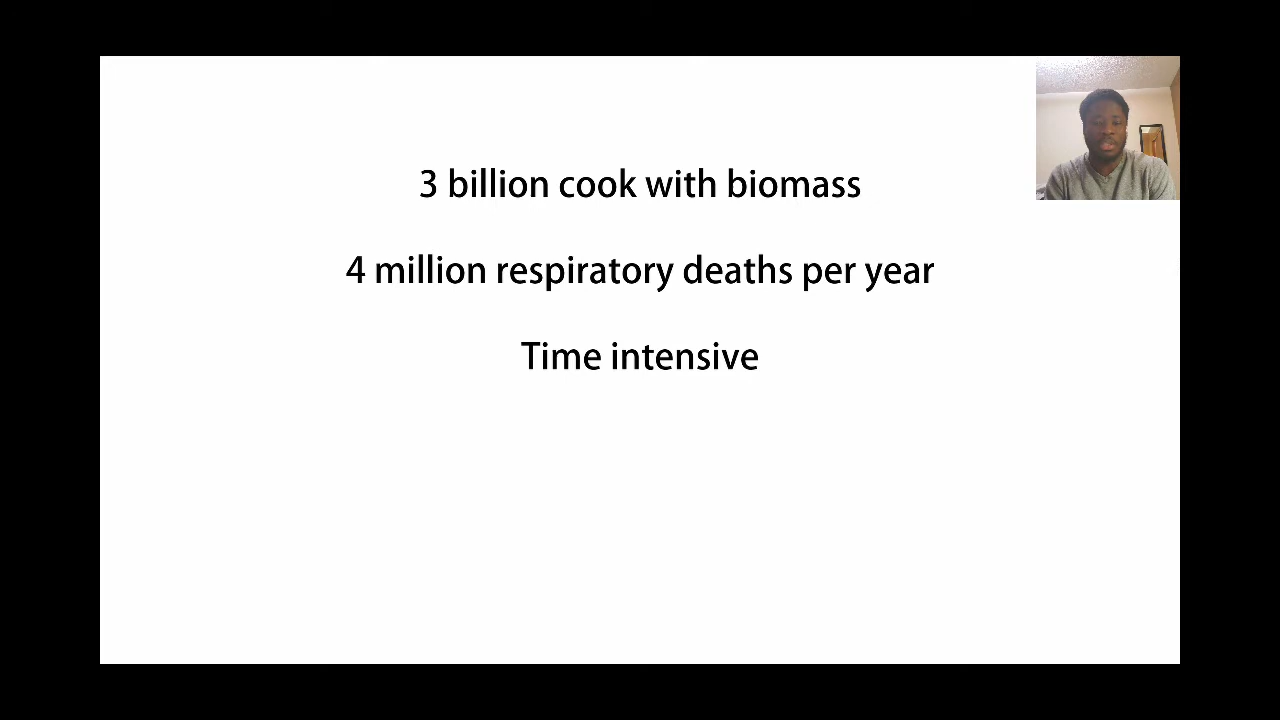 3 billion cook with biomass
4 million respiratory deaths per year
Time intensive